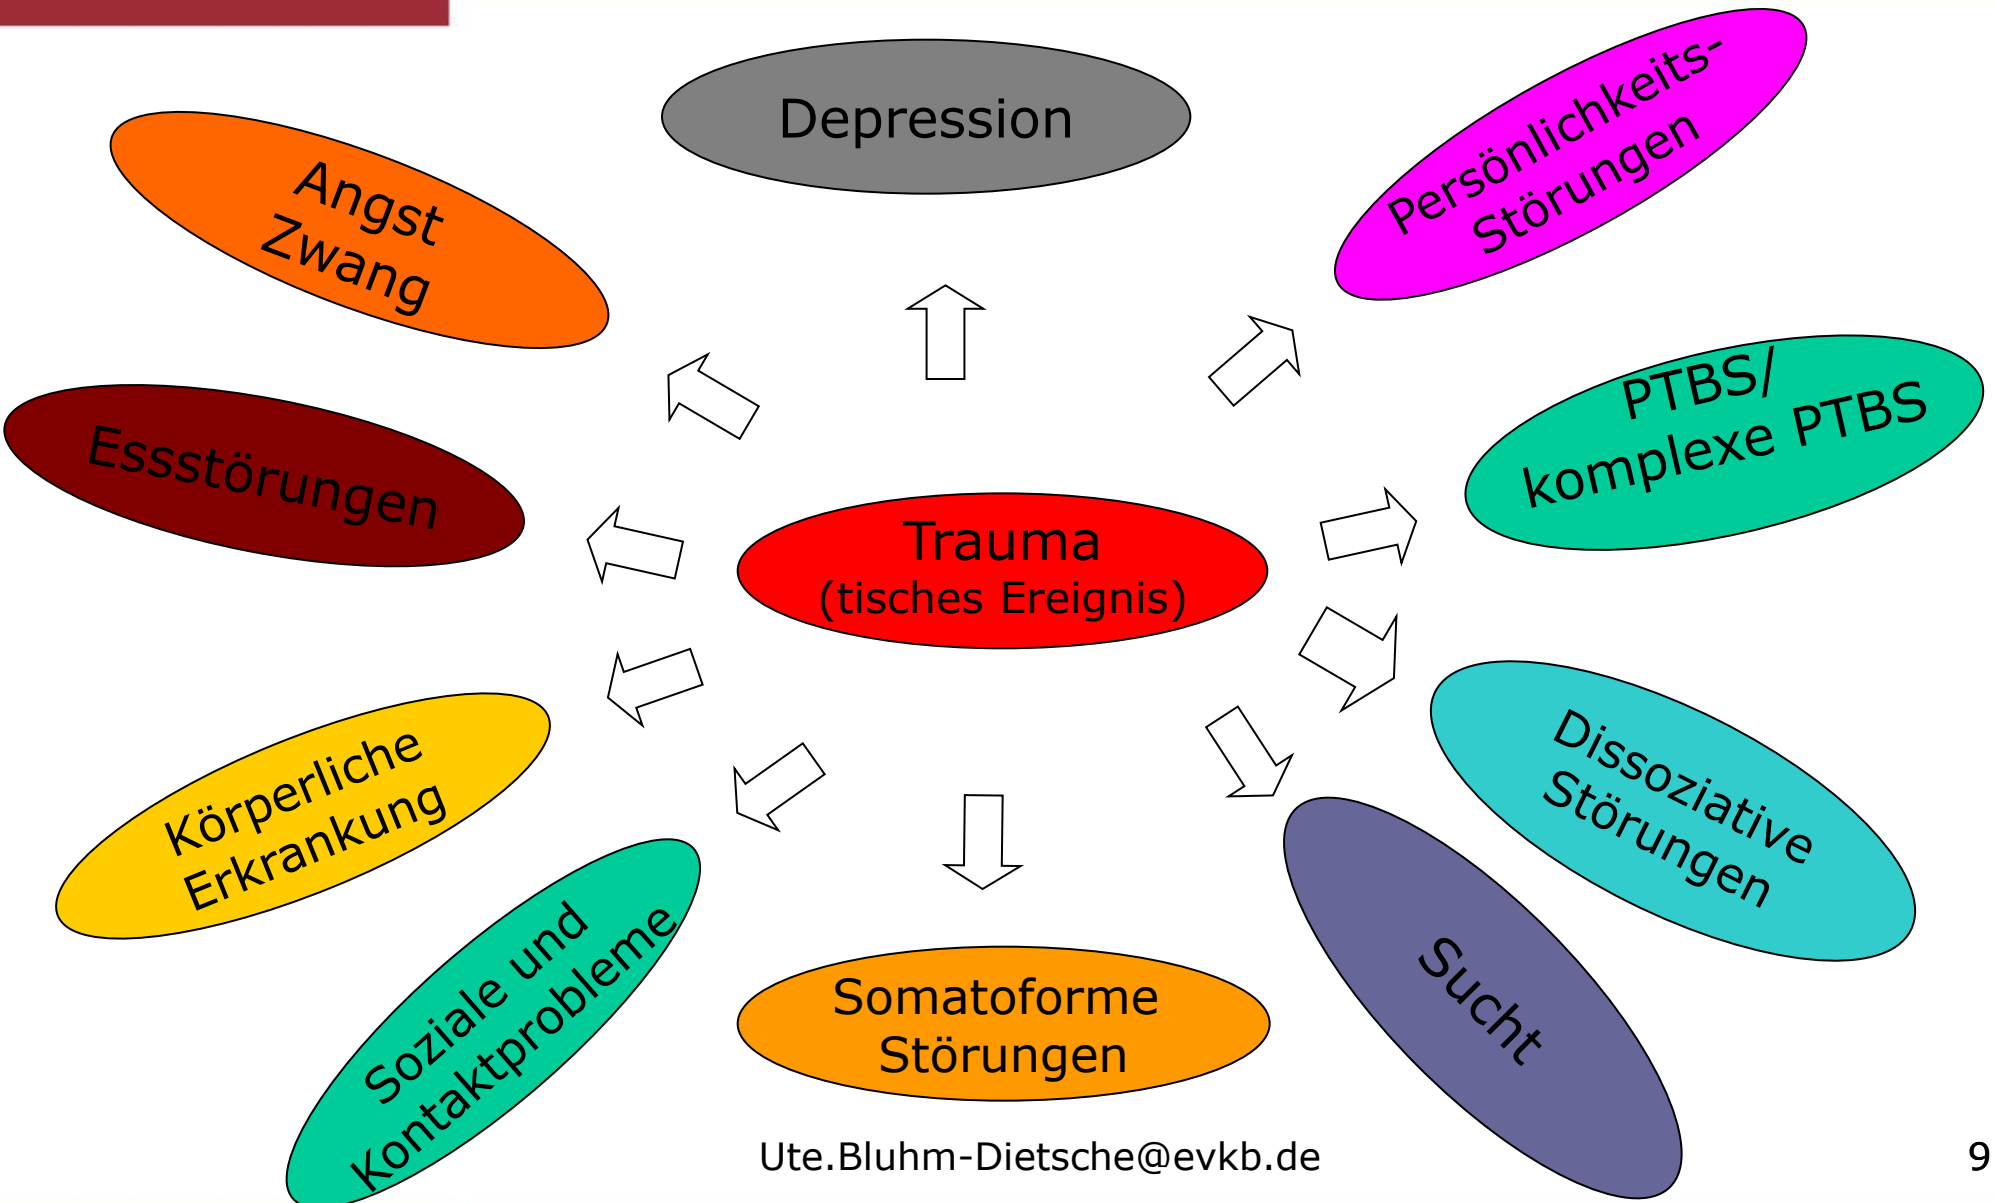 Depression
Persönlichkeits-
Störungen
Angst
Zwang
PTBS/
komplexe PTBS
Essstörungen
Trauma
(tisches Ereignis)
Körperliche
Erkrankung
Dissoziative
Störungen
Soziale und
Kontaktprobleme
Somatoforme
Störungen
Sucht
Ute.Bluhm-Dietsche@evkb.de
9